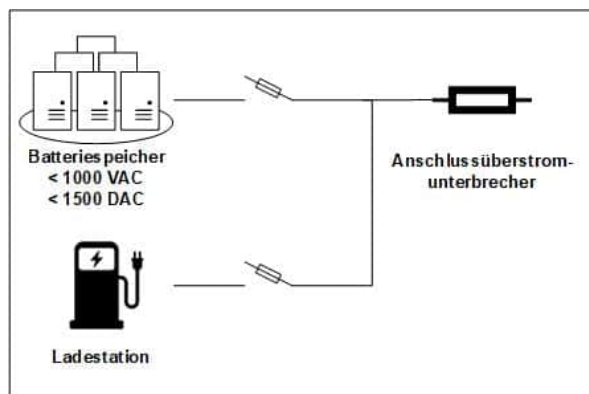 Batteriespeicher
< 1000 VAC
< 1500 DAC
Anschlussüberstrom-
unterbrecher
Ladestation